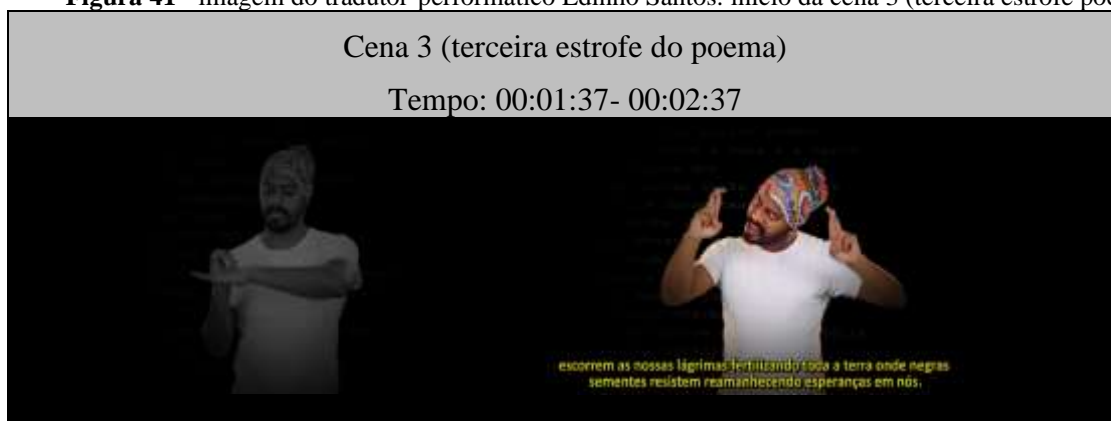 Figura 41 - Imagem do tradutor-performático Edinho Santos: Início da cena 3 (terceira estrofe
Cena 3 (terceira estrofe do poema)
Tempo: 00:01:37- 00:02:37
escorrem as nossas lágrimas fertilizando toda a terra onde negras
sementes resistem reamanhecendo esperanças em nós.